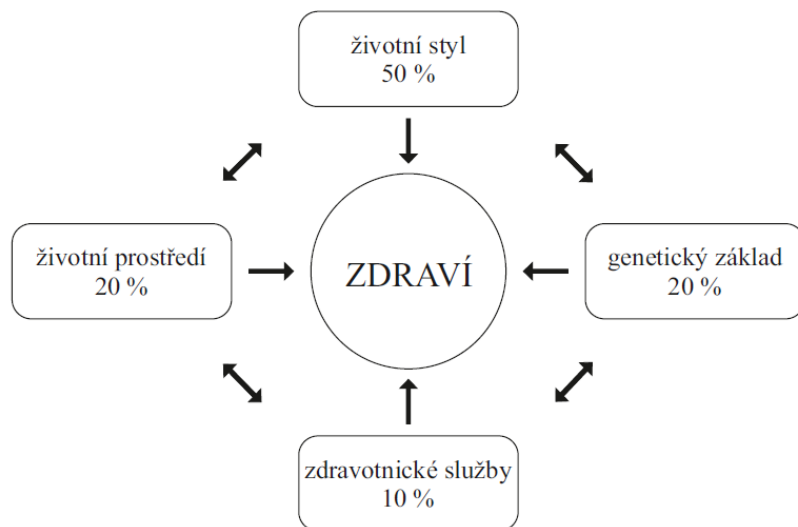 životní styl
50 %
životní prostředí
20 %
ZDRAVÍ
genetický základ
20 %
zdravotnické služby
10 %